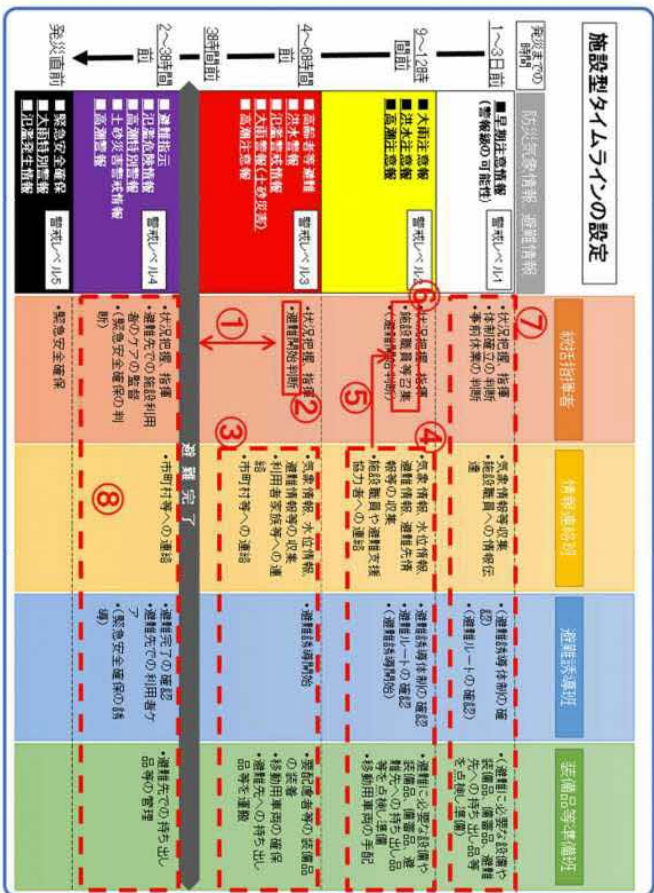 施設型タイムラインの設定
発災までの
時間
防災気象情報、避難情報
統括指揮者
情報連絡班
避難誘導班
装備品等準備班
1~3日前
■早期注意情報
(警報級の可能性)
警戒レベル1
⑦
・状況把握、指揮
・体制確立の判断
・事前休業の判断
・気象情報等収集
・施設職員への情報伝
達
・(避難誘導体制の確
認)
・(避難ルートの確認)
・(避難に必要な設備や
装備品、備蓄品、避難
先への持ち出し品等
を点検し準備)
9~128時
間前
■大雨注意報
■洪水注意報
■高潮注意報
警戒レベル2
⑥
・状況把握、指揮
・施設職員等召集
・(避難開始判断)
⑤
④
・気象情報、水位情報、
避難情報、避難先情
報等の収集
・施設職員や避難支援
協力者への連絡
・避難誘導体制の確認
・避難ルートの確認
・(避難誘導開始)
・避難に必要な設備や
装備品、備蓄品、避
難先への持ち出し品
等を点検し準備
・移動用車両の手配
4~68時間
前
■高齢者等避難
■洪水警報
■氾濫警戒情報
■大雨警報(土砂災害)
■高潮注意報
警戒レベル3
・状況把握、指揮
・避難開始判断
②
①
③
・気象情報、水位情報、
避難情報等の収集
・利用者家族等への連
絡
・市町村等への連絡
・避難誘導開始
・要配慮者等の装備品
の装着
・移動用車両の確保
・避難先への持ち出し
品等を運搬
38時間前
避難完了
2~38時間
前
■避難指示
■氾濫危険情報
■高潮特別警報
■高潮警報
■土砂災害警戒情報
警戒レベル4
・状況把握、指揮
・避難先での施設利用
者のケアの監督
・(緊急安全確保の判
断)
・市町村等への連絡
⑧
・避難完了の確認
・避難先での利用者ケ
ア
・(緊急安全確保の誘
導)
・避難先での持ち出し
品等の管理
発災直前
■緊急安全確保
■大雨特別警報
■氾濫発生情報
警戒レベル5
・緊急安全確保